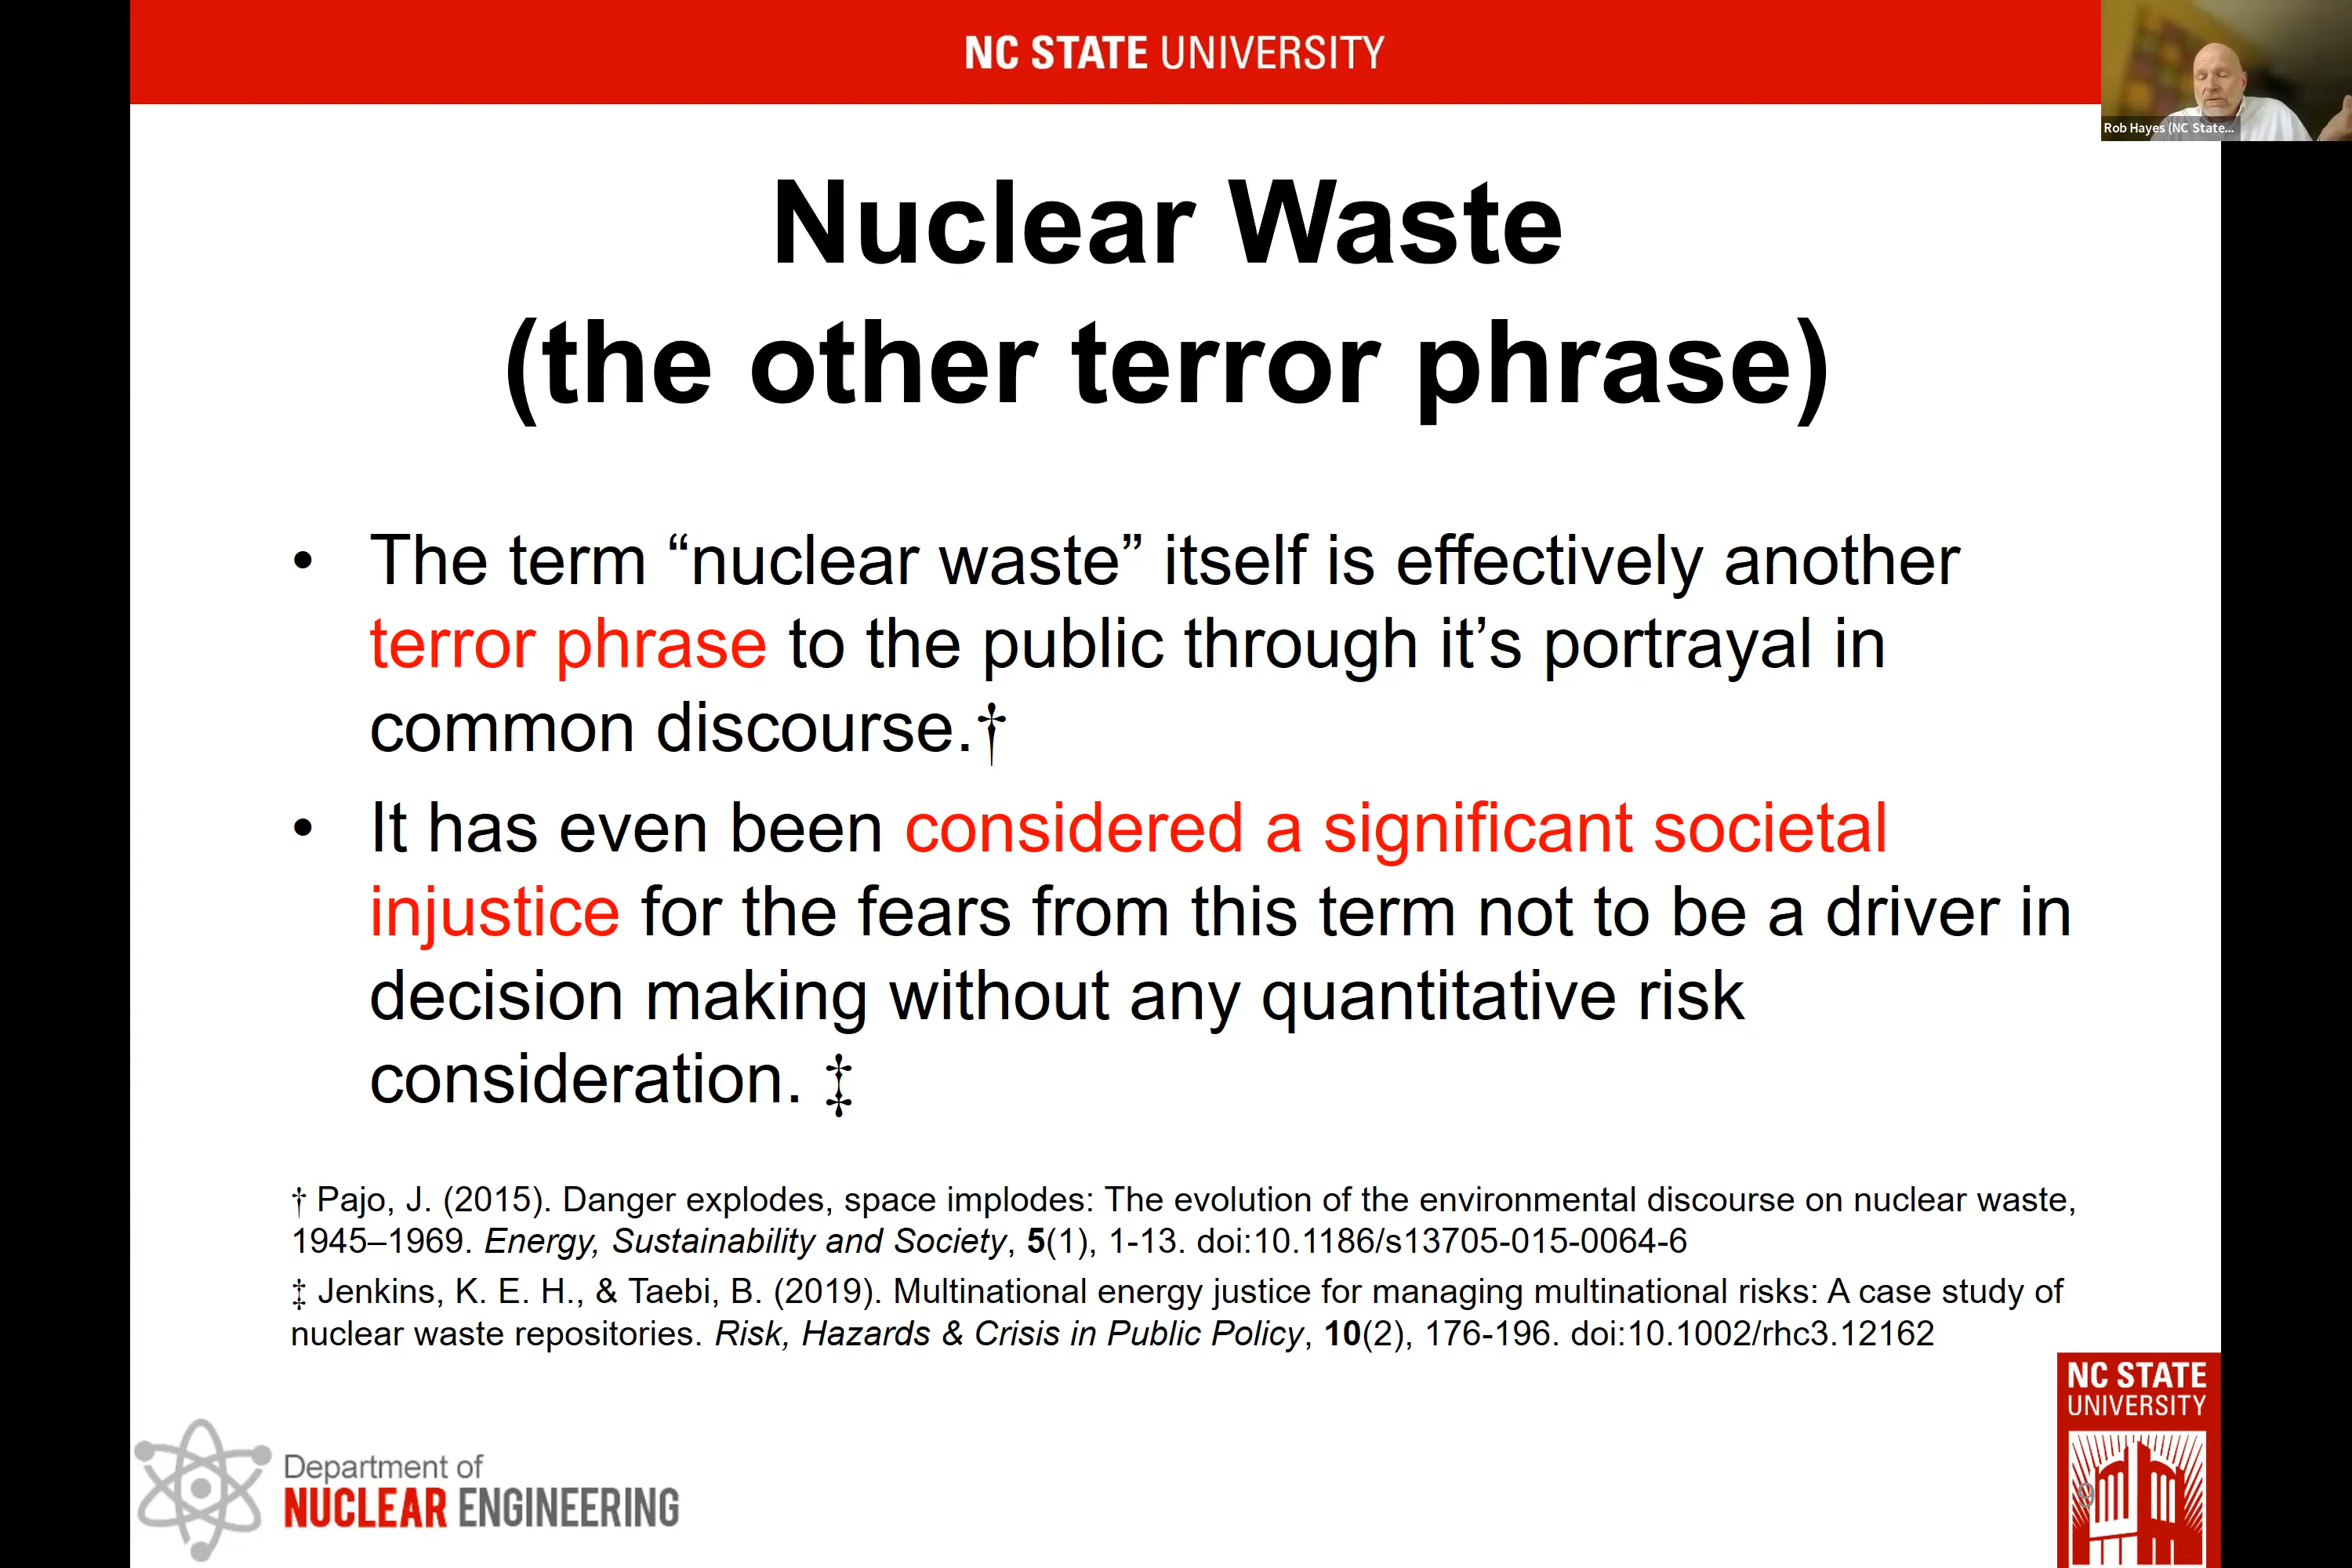 NC STATE UNIVERSITY
Rob Hayes (NC State...
Nuclear Waste
(the other terror phrase)
• The term “nuclear waste” itself is effectively another
terror phrase to the public through it’s portrayal in
common discourse.†
• It has even been considered a significant societal
injustice for the fears from this term not to be a driver in
decision making without any quantitative risk
consideration. ‡
† Pajo, J. (2015). Danger explodes, space implodes: The evolution of the environmental discourse on nuclear waste,
1945–1969. Energy, Sustainability and Society, 5(1), 1-13. doi:10.1186/s13705-015-0064-6
‡ Jenkins, K. E. H., & Taebi, B. (2019). Multinational energy justice for managing multinational risks: A case study of
nuclear waste repositories. Risk, Hazards & Crisis in Public Policy, 10(2), 176-196. doi:10.1002/rhc3.12162
Department of
NUCLEAR ENGINEERING
NC STATE
UNIVERSITY
9